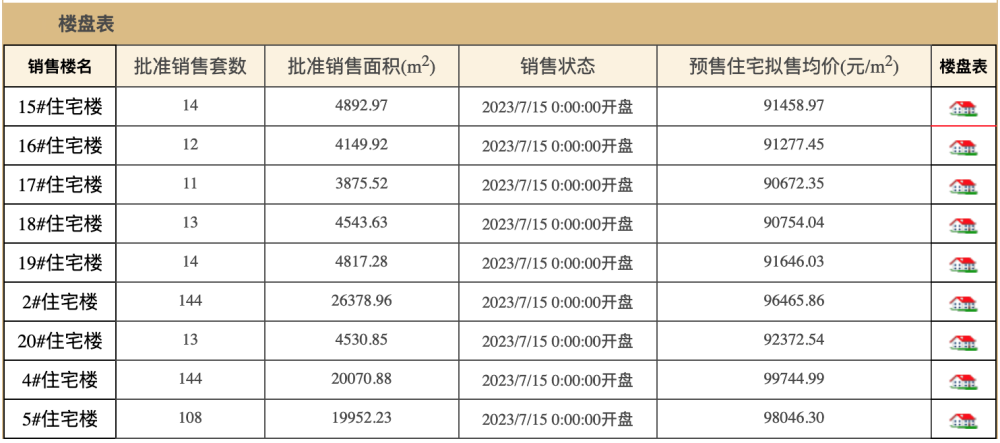 楼盘表
销售楼名 批准销售套数 批准销售面积(m²) 销售状态 预售住宅拟售均价(元/m²) 楼盘表
15#住宅楼 14 4892.97 2023/7/15 0:00:00开盘 91458.97
16#住宅楼 12 4149.92 2023/7/15 0:00:00开盘 91277.45
17#住宅楼 11 3875.52 2023/7/15 0:00:00开盘 90672.35
18#住宅楼 13 4543.63 2023/7/15 0:00:00开盘 90754.04
19#住宅楼 14 4817.28 2023/7/15 0:00:00开盘 91646.03
2#住宅楼 144 26378.96 2023/7/15 0:00:00开盘 96465.86
20#住宅楼 13 4530.85 2023/7/15 0:00:00开盘 92372.54
4#住宅楼 144 20070.88 2023/7/15 0:00:00开盘 99744.99
5#住宅楼 108 19952.23 2023/7/15 0:00:00开盘 98046.30